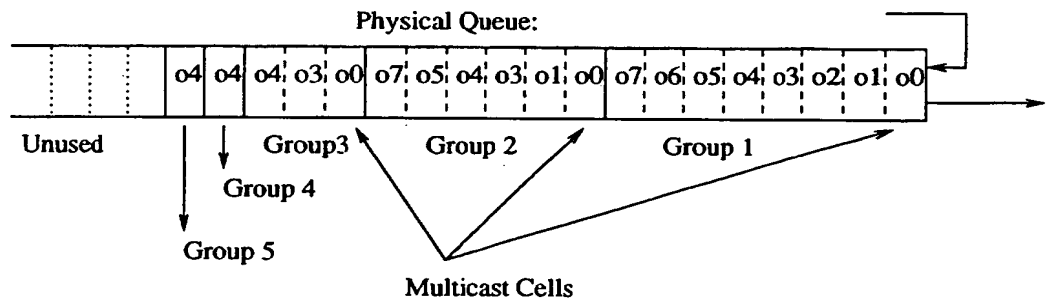 Physical Queue:
o4 o4 o4 o3 o0 o7 o5 o4 o3 o1 o0 o7 o6 o5 o4 o3 o2 o1 o0
Unused Group3 Group 2 Group 1
Group 4
Group 5
Multicast Cells